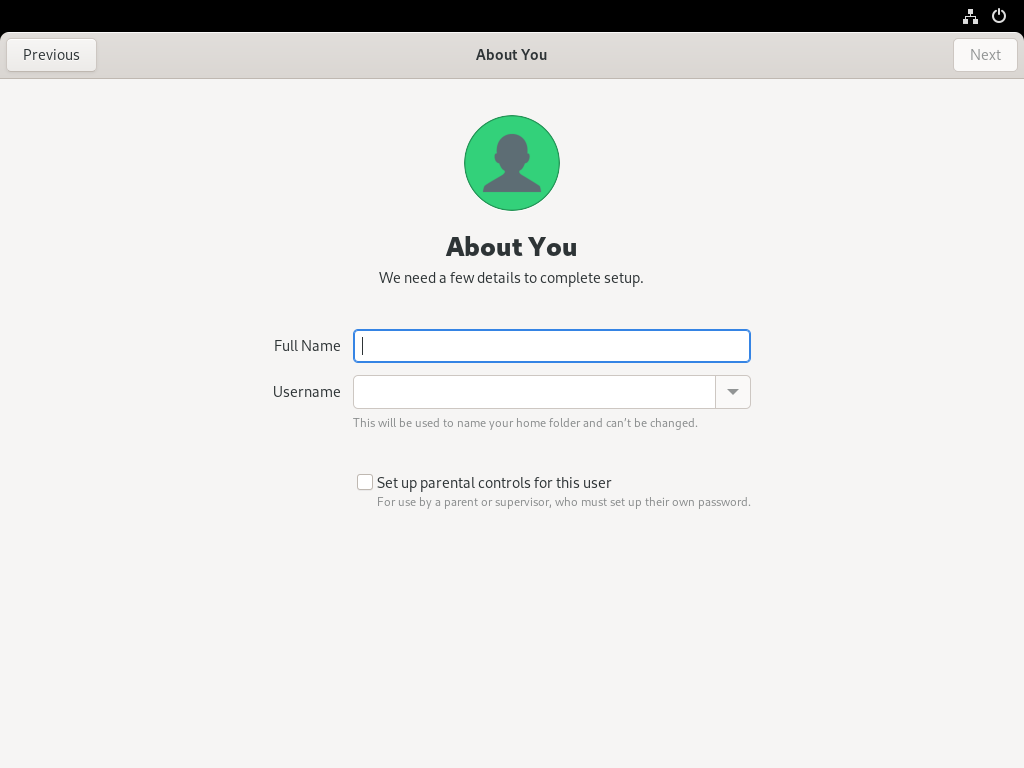 Previous
About You
Next
About You
We need a few details to complete setup.
Full Name
Username
This will be used to name your home folder and can't be changed.
Set up parental controls for this user
For use by a parent or supervisor, who must set up their own password.